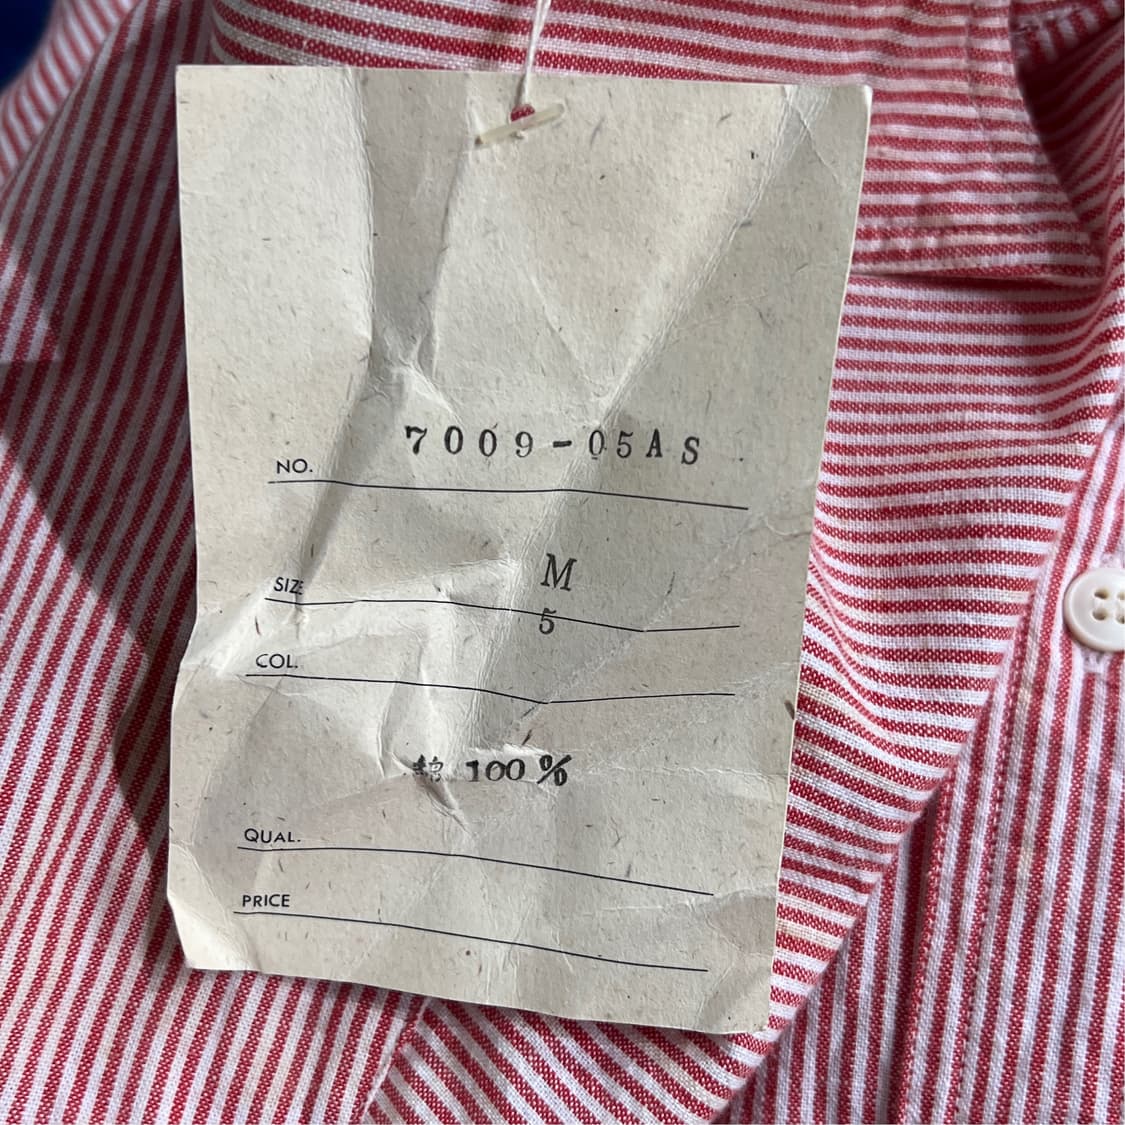 7009-05AS
NO.
M
SIZE
5
COL.
綿 100%
QUAL.
PRICE